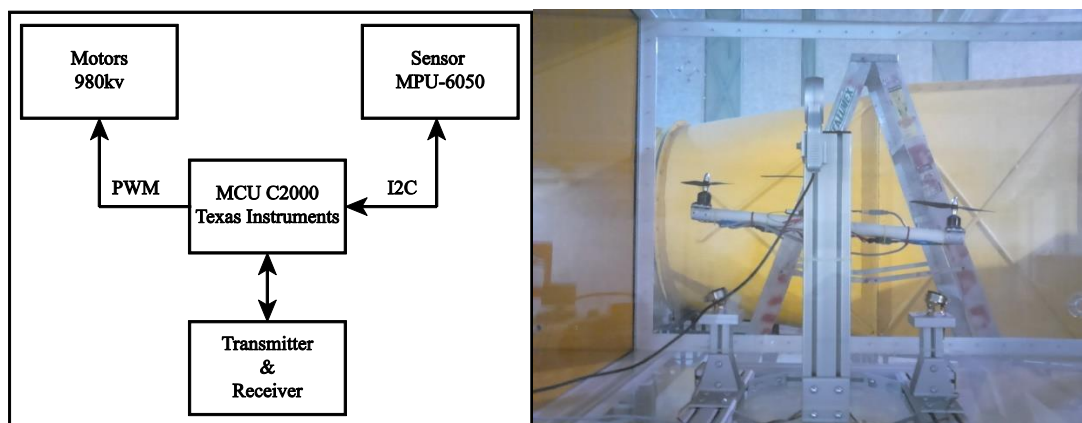 Motors
980kv
Sensor
MPU-6050
PWM
MCU C2000
Texas Instruments
I2C
Transmitter
&
Receiver